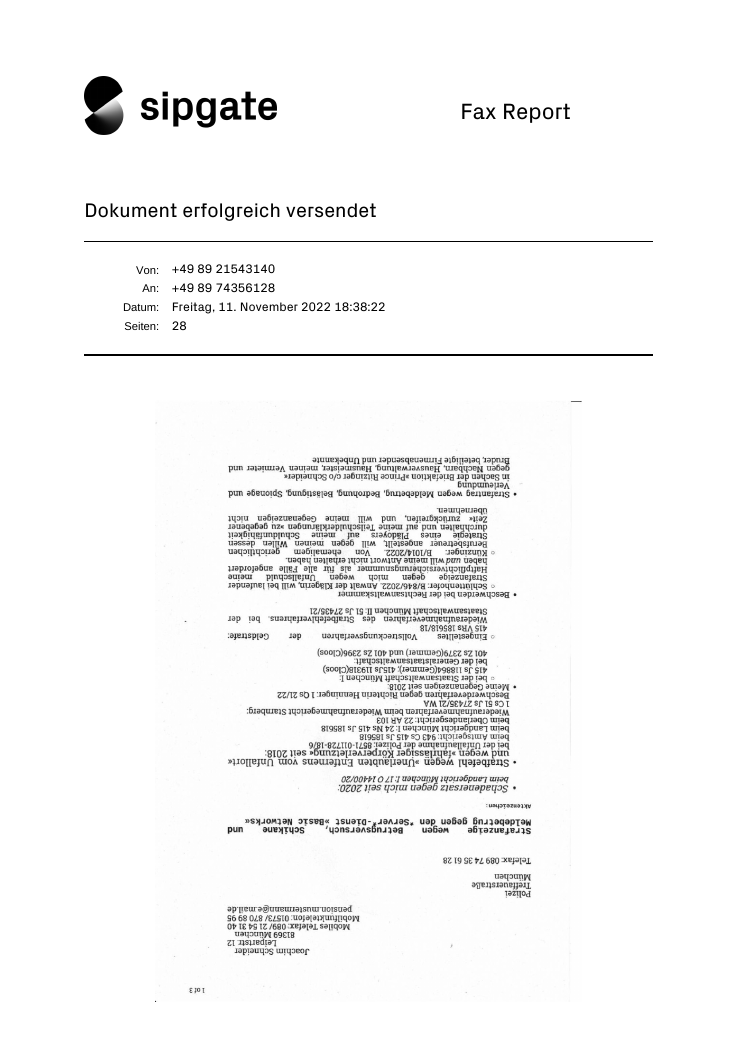 sipgate
Fax Report
Dokument erfolgreich versendet
Von: +49 89 21543140
An: +49 89 74356128
Datum: Freitag, 11. November 2022 18:38:22
Seiten: 28
1 of 3
Joachim Schneider
Leipartstr. 12
81369 München
Mobiles Telefax: 089/ 21 54 31 40
Mobilfunktelefon: 01573/ 870 89 95
pension.mustermann@e-mail.de
Polizei
Treffauerstraße
München
Telefax: 089 74 35 61 28
Strafanzeige wegen Betrugsversuch, Schikane und
Meldebetrug gegen den *Server*-Dienst »Basic Networks«
Aktenzeichen:
• Schadenersatz gegen mich seit 2020:
beim Landgericht München I: 17 O 14400/20
• Strafbefehl wegen »Unerlaubten Entfernens vom Unfallort«
und wegen »fahrlässiger Körperverletzung« seit 2018:
bei der Unfallaufnahme der Polizei: 8571-011728-18/6
beim Amtsgericht: 943 Cs 415 Js 185618
beim Landgericht München I: 24 Ns 415 Js 185618
beim Oberlandesgericht: 22 AR 103
Wiederaufnahmeverfahren beim Wiederaufnahmegericht Starnberg:
1 Cs 51 Js 27435/21 WA
Beschwerdeverfahren gegen Richterin Henninger: 1 Qs 21/22
• Meine Gegenanzeigen seit 2018:
○ bei der Staatsanwaltschaft München I:
415 Js 118864(Gemmer); 415Js 119318(Cloos)
bei der Generalstaatsanwaltschaft:
401 Zs 2379(Gemmer) und 401 Zs 2396(Cloos)
○ Eingestelltes Vollstreckungsverfahren der Geldstrafe:
415 VRs 185618/18
Wiederaufnahmeverfahren des Strafbefehlverfahrens. bei der
Staatsanwaltschaft München II: 51 Js 27435/21
• Beschwerden bei der Rechtsanwaltskammer
○ Schlottenhofer: B/846/2022. Anwalt der Klägerin, will bei laufender
Strafanzeige gegen mich wegen Unfallschuld meine
Haftpflichtversicherungsnummer als für alle Fälle angefordert
haben und will meine Antwort nicht erhalten haben.
○ Künzinger: B/1014/2022. Von ehemaligem gerichtlichen
Berufsbetreuer angestellt, will gegen meinen Willen dessen
Strategie eines Plädoyers auf meine Schuldunfähigkeit
durchhalten und auf meine Teilschulderklärungen »zu gegebener
Zeit« zurückgreifen, und will meine Gegenanzeigen nicht
übernehmen.
• Strafantrag wegen Meldebetrug, Bedrohung, Belästigung, Spionage und
Verleumdung
in Sachen der Briefaktion »Prince Ritzinger c/o Schneider«
gegen Nachbarn, Hausverwaltung, Hausmeister, meinen Vermieter und
Bruder, beteiligte Firmenabsender und Unbekannte